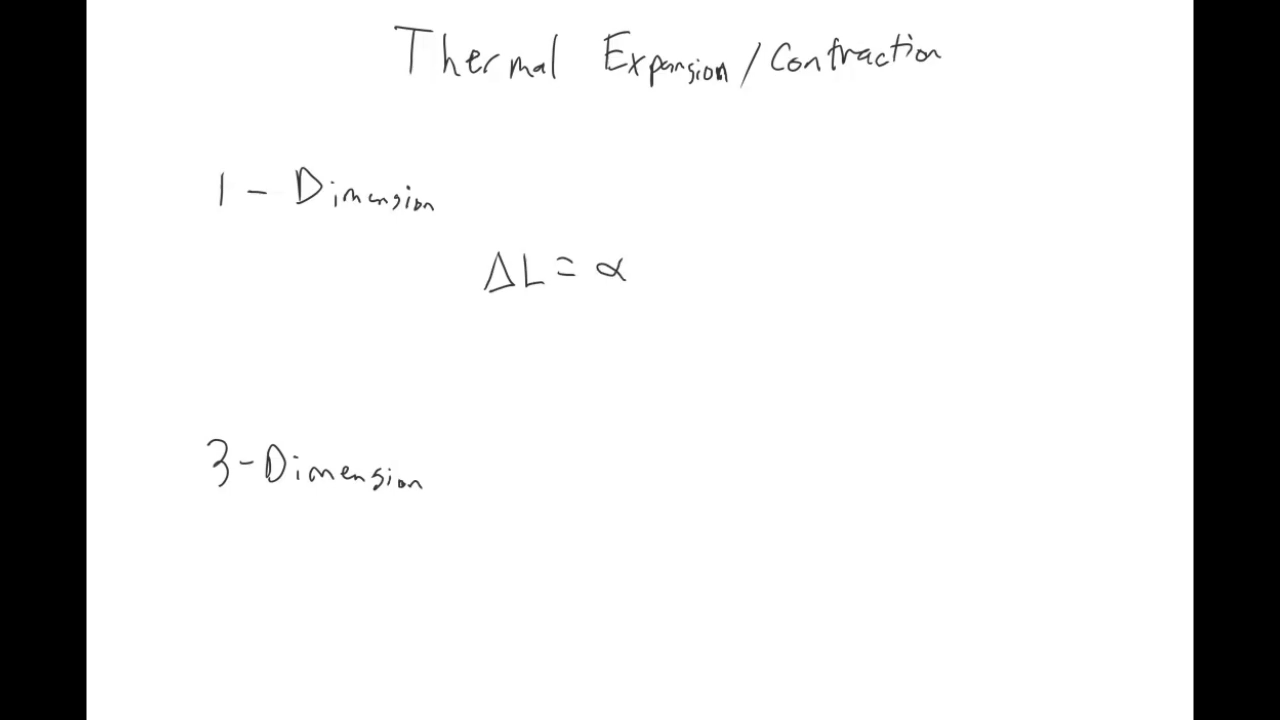 Thermal Expansion/Contraction
1 - Dimension
ΔL = α
3-Dimension